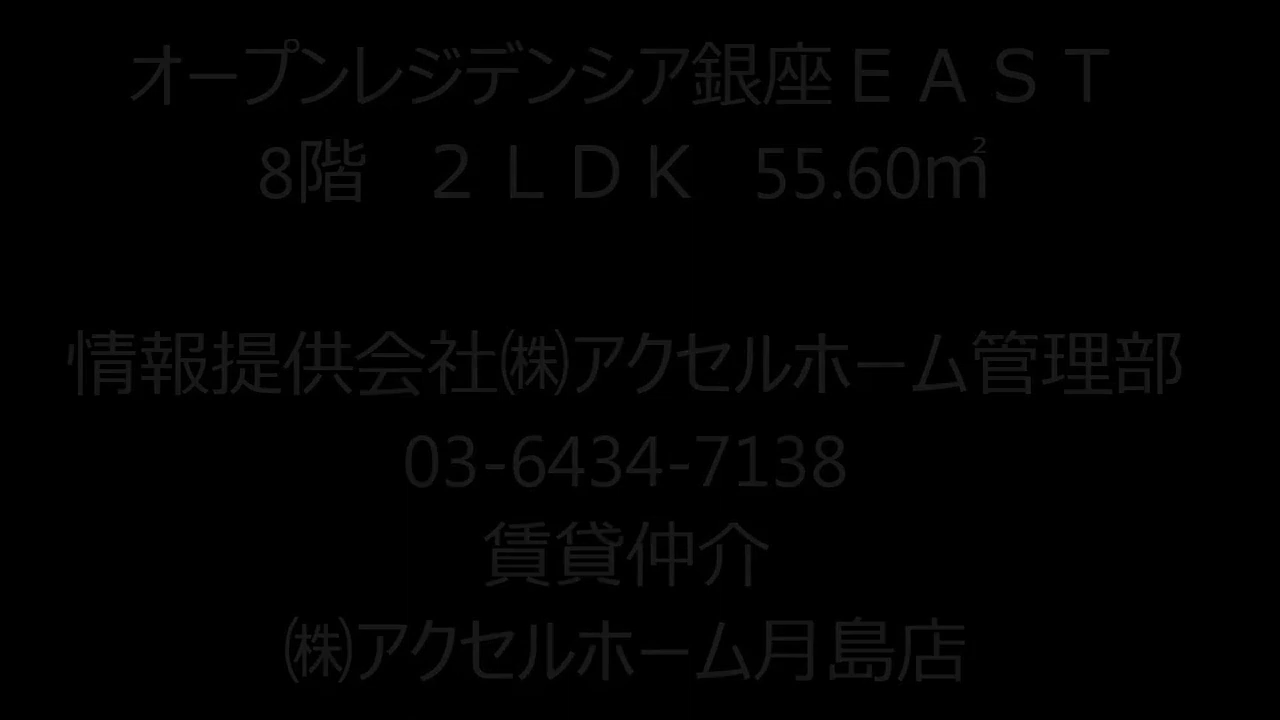 オープンレジデンシア銀座ＥＡＳＴ
8階　２ＬＤＫ　55.60㎡
情報提供会社㈱アクセルホーム管理部
03-6434-7138
賃貸仲介
㈱アクセルホーム月島店